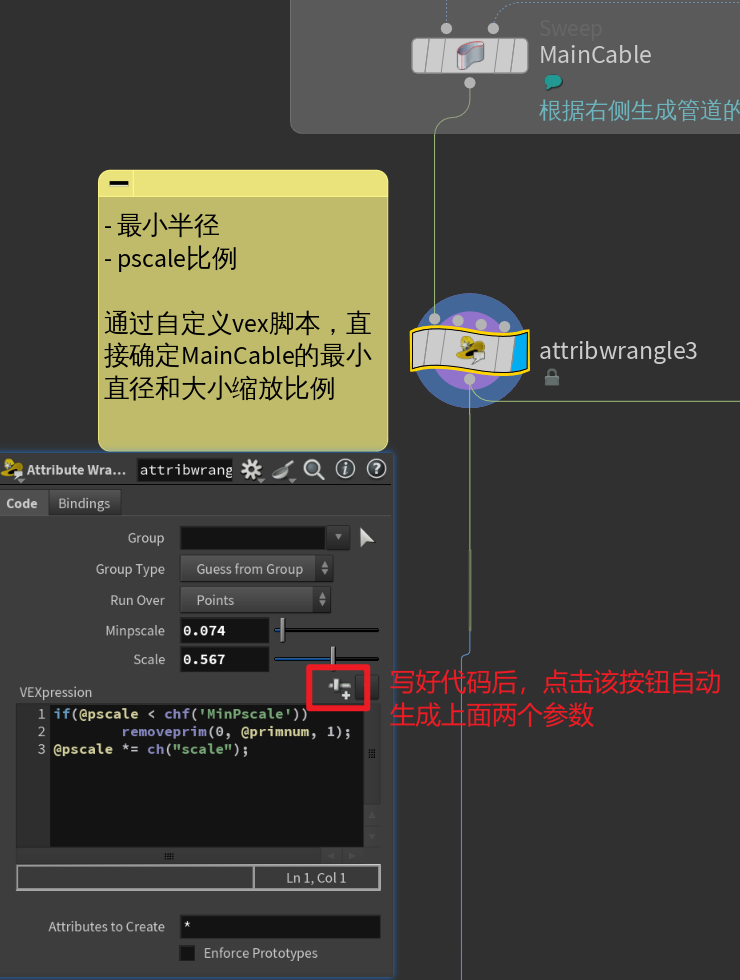 Sweep
MainCable
根据右侧生成管道的
- 最小半径
- pscale比例
通过自定义vex脚本，直
接确定MainCable的最小
直径和大小缩放比例
attribwrangle3
Attribute Wra... attribwrang
Code Bindings
Group
Group Type Guess from Group
Run Over Points
Minpscale 0.074
Scale 0.567
写好代码后，点击该按钮自动
生成上面两个参数
VEXpression
1 if(@pscale < chf('MinPscale'))
2 removeprim(0, @primnum, 1);
3 @pscale *= ch("scale");
Ln 1, Col 1
Attributes to Create *
Enforce Prototypes